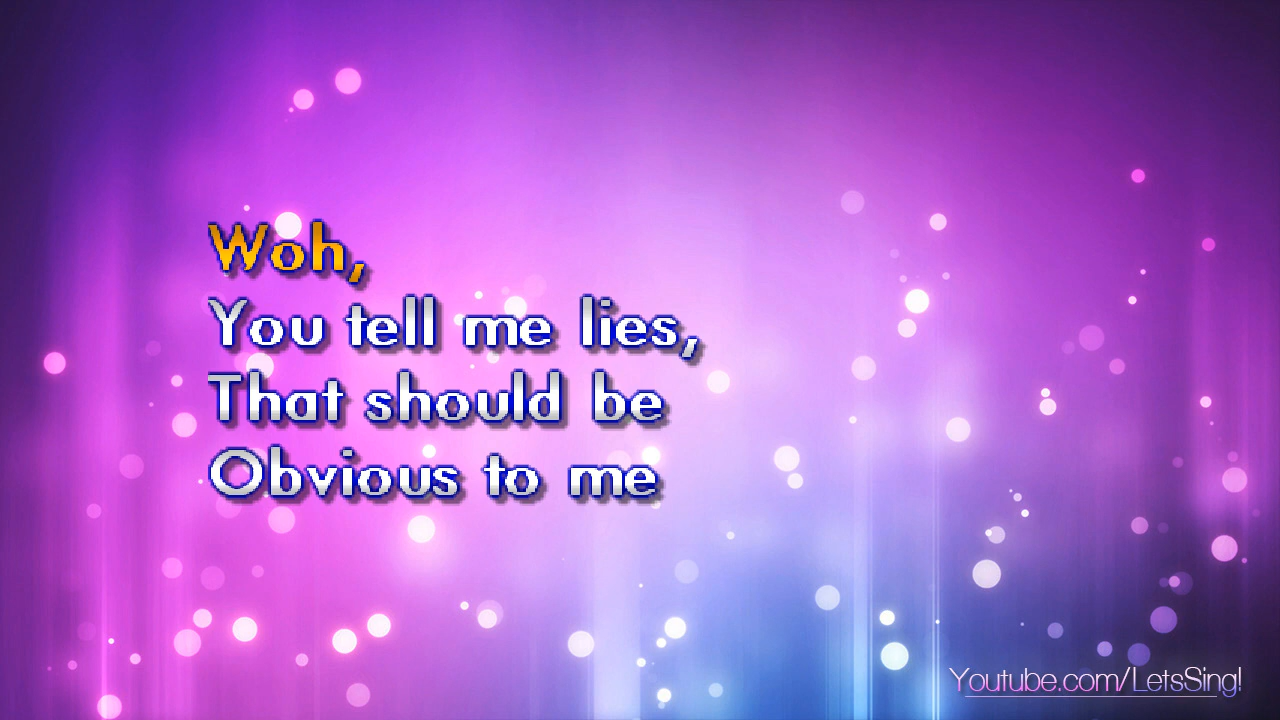 Woh,
You tell me lies,
That should be
Obvious to me
Youtube.com/LetsSing!